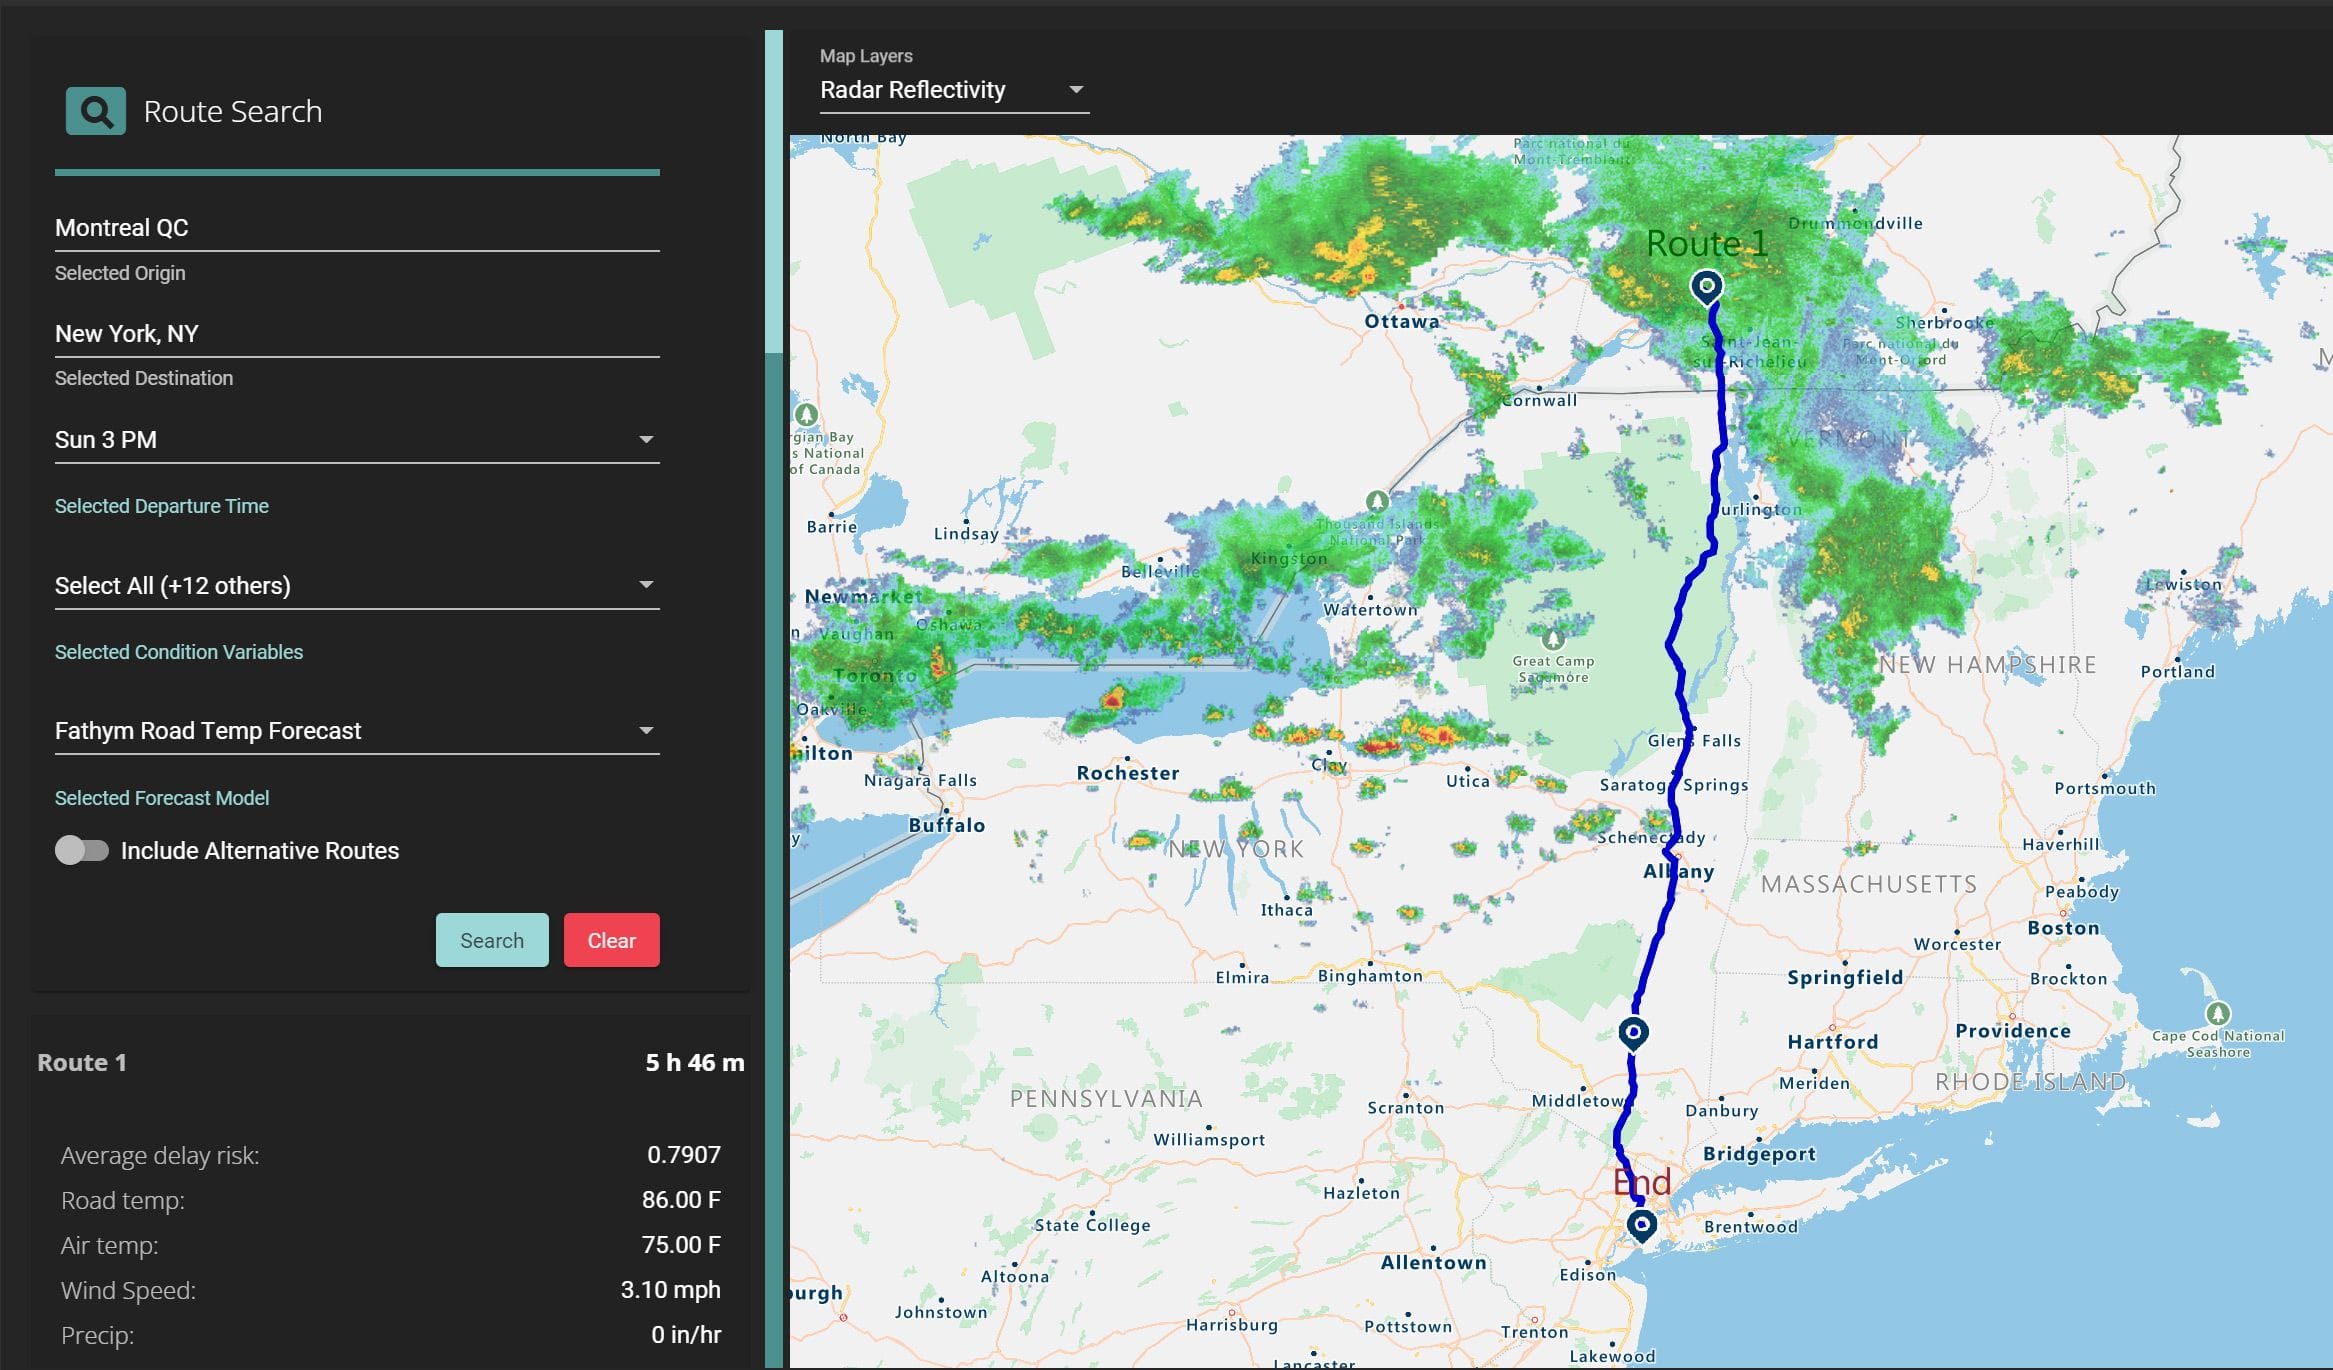 Route Search
Montreal QC
Selected Origin
New York, NY
Selected Destination
Sun 3 PM
Selected Departure Time
Select All (+12 others)
Selected Condition Variables
Fathym Road Temp Forecast
Selected Forecast Model
Include Alternative Routes
Search
Clear
Route 1
5 h 46 m
Average delay risk:
0.7907
Road temp:
86.00 F
Air temp:
75.00 F
Wind Speed:
3.10 mph
Precip:
0 in/hr
Map Layers
Radar Reflectivity
North Bay
Parc national du
Mont-Tremblant
Drummondville
Route 1
Ottawa
Sherbrooke
Saint-Jean-
sur-Richelieu
Parc national du
Mont-Orford
M
Cornwall
rgian Bay
s National
of Canada
VERMONT
Barrie
Lindsay
Thousand Islands
National Park
urlington
Kingston
Belleville
Newmarket
Watertown
Lewiston
Oshawa
n
Vaughan
Toronto
Great Camp
Sagamore
NEW HAMPSHIRE
Portland
Oakville
Glens Falls
ilton
Clay
Rochester
Niagara Falls
Utica
Saratoga Springs
Portsmouth
Buffalo
y
NEW YORK
Schenectady
Haverhill
Albany
MASSACHUSETTS
Peabody
Ithaca
Boston
Worcester
Elmira
Binghamton
Springfield
Brockton
Providence
Hartford
Cape Cod National
Seashore
Meriden
RHODE ISLAND
PENNSYLVANIA
Scranton
Middletow
Danbury
Williamsport
Bridgeport
End
Hazleton
State College
Brentwood
Allentown
Edison
Altoona
burgh
Johnstown
Harrisburg
Pottstown
Trenton
Lancaster
Lakewood